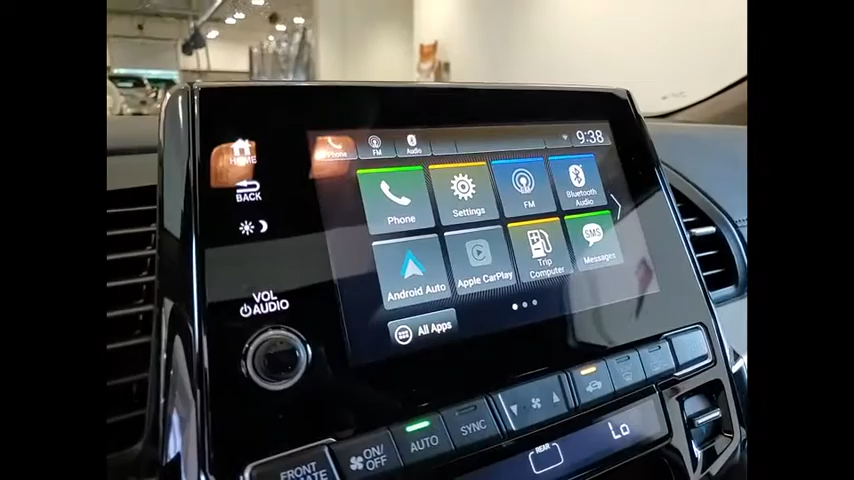 HOME
BACK
VOL
AUDIO
Phone
FM
Audio
9:38
Phone
Settings
FM
Bluetooth
Audio
Android Auto
Apple CarPlay
Trip
Computer
SMS
Messages
All Apps
FRONT
ON/
OFF
AUTO
SYNC
Lo
REAR